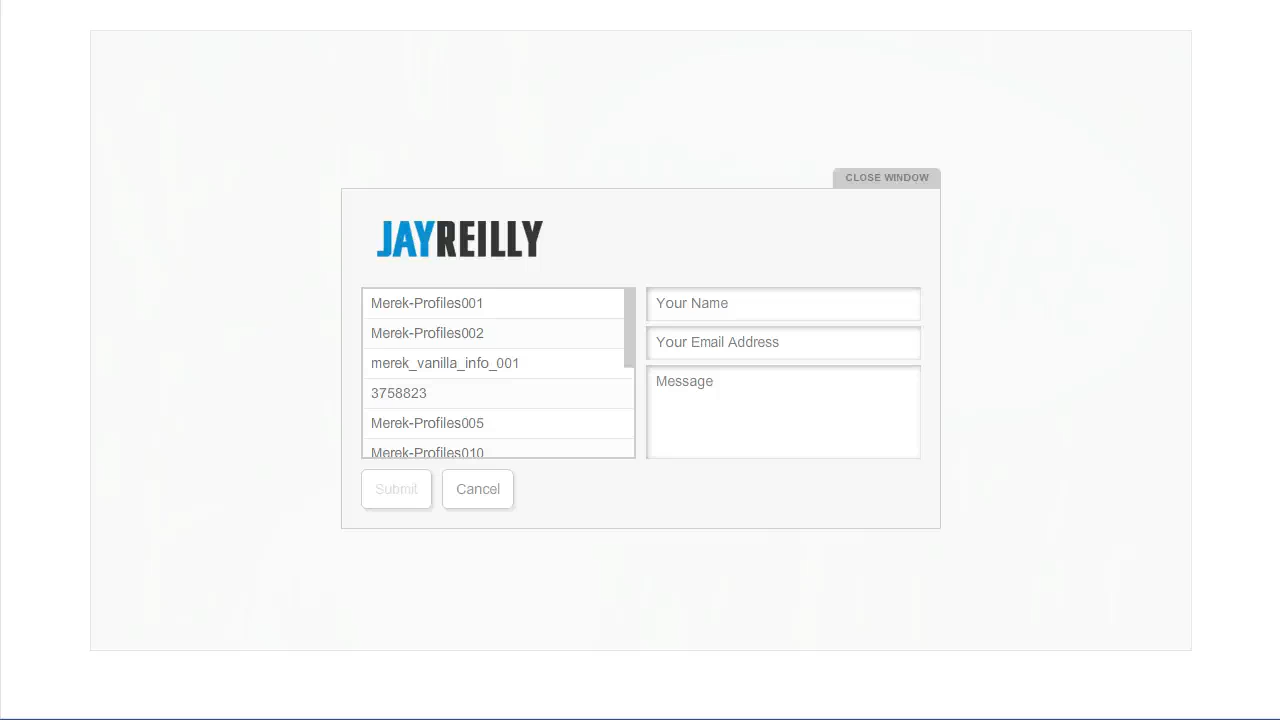 CLOSE WINDOW
JAYREILLY
Merek-Profiles001
Merek-Profiles002
merek_vanilla_info_001
3758823
Merek-Profiles005
Merek-Profiles010
Your Name
Your Email Address
Message
Submit
Cancel